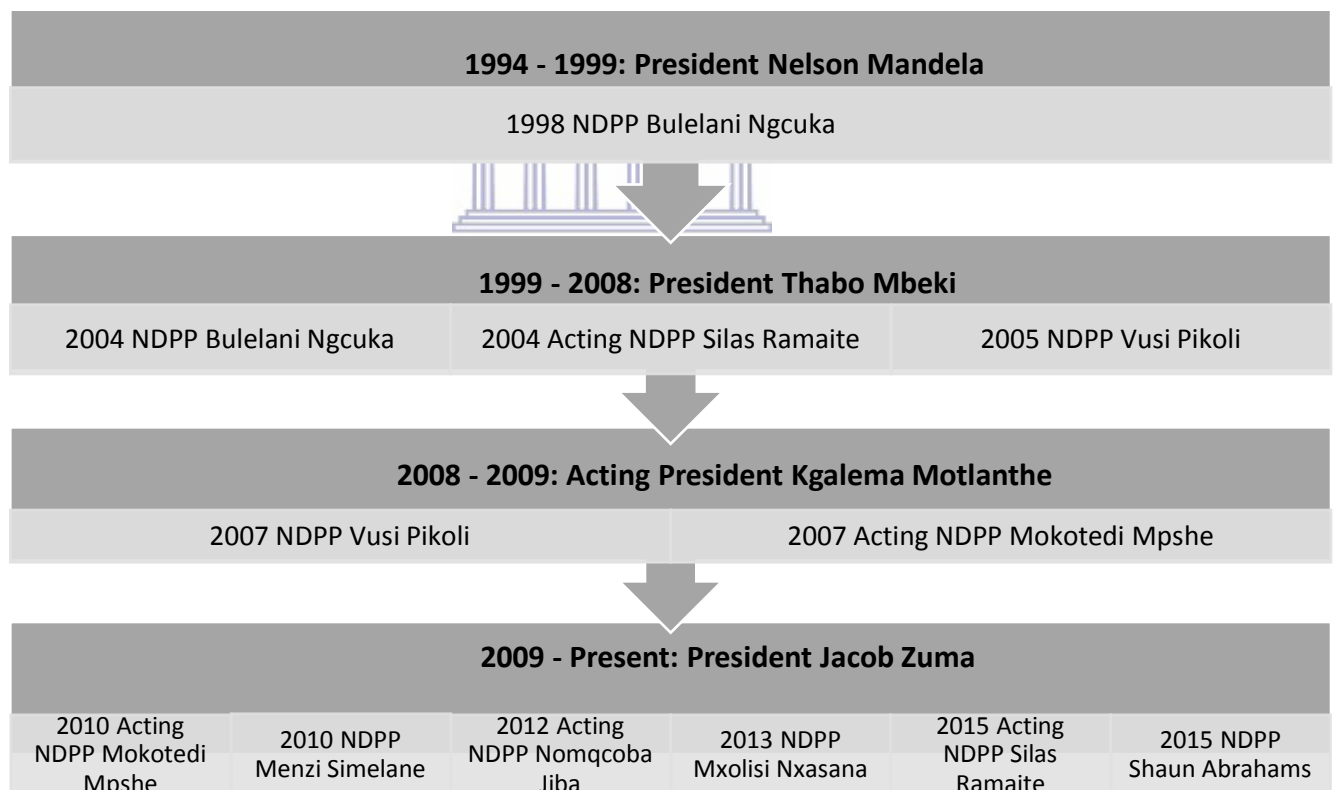 1994 - 1999: President Nelson Mandela
1998 NDPP Bulelani Ngcuka
1999 - 2008: President Thabo Mbeki
2004 NDPP Bulelani Ngcuka
2004 Acting NDPP Silas Ramaite
2005 NDPP Vusi Pikoli
2008 - 2009: Acting President Kgalema Motlanthe
2007 NDPP Vusi Pikoli
2007 Acting NDPP Mokotedi Mpshe
2009 - Present: President Jacob Zuma
2010 Acting
NDPP Mokotedi
Mpshe
2010 NDPP
Menzi Simelane
2012 Acting
NDPP Nomqcoba
Jiba
2013 NDPP
Mxolisi Nxasana
2015 Acting
NDPP Silas
Ramaite
2015 NDPP
Shaun Abrahams